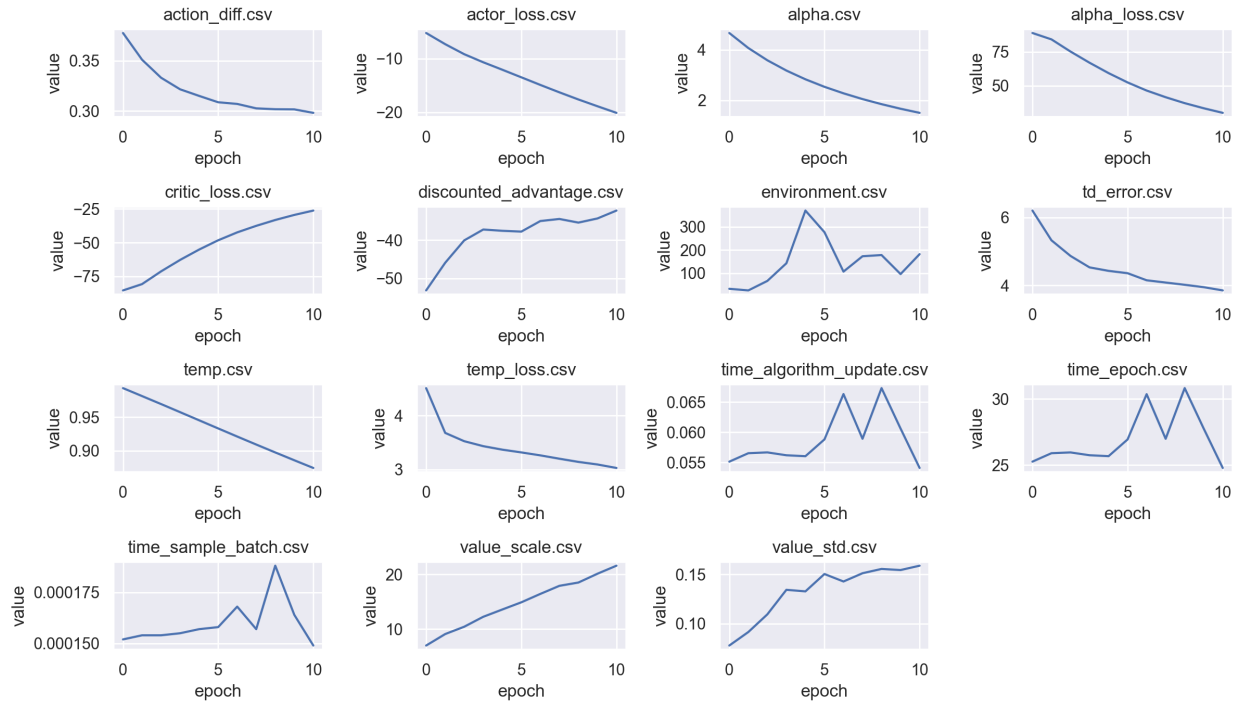 action_diff.csv
actor_loss.csv
alpha.csv
alpha_loss.csv
value
0.35
0.30
0
5
10
epoch
value
−10
−20
0
5
10
epoch
value
4
2
0
5
10
epoch
value
75
50
0
5
10
epoch
critic_loss.csv
discounted_advantage.csv
environment.csv
td_error.csv
value
−25
−50
−75
0
5
10
epoch
value
−40
−50
0
5
10
epoch
value
300
200
100
0
5
10
epoch
value
6
4
0
5
10
epoch
temp.csv
temp_loss.csv
time_algorithm_update.csv
time_epoch.csv
value
0.95
0.90
0
5
10
epoch
value
4
3
0
5
10
epoch
value
0.065
0.060
0.055
0
5
10
epoch
value
30
25
0
5
10
epoch
time_sample_batch.csv
value_scale.csv
value_std.csv
value
0.000175
0.000150
0
5
10
epoch
value
20
10
0
5
10
epoch
value
0.15
0.10
0
5
10
epoch